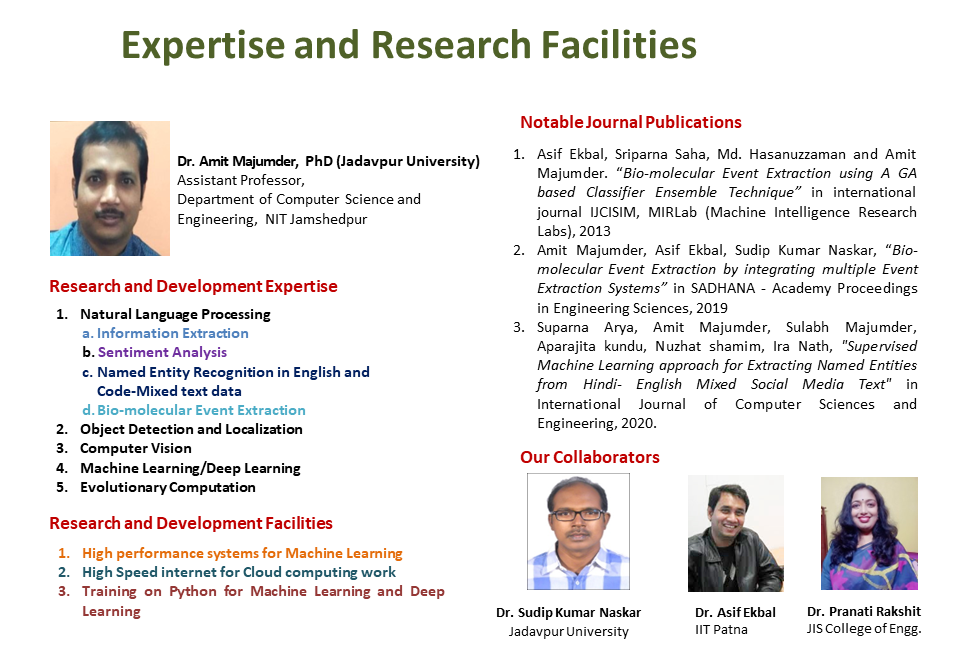 Expertise and Research Facilities
Dr. Amit Majumder, PhD (Jadavpur University)
Assistant Professor,
Department of Computer Science and
Engineering, NIT Jamshedpur
Research and Development Expertise
1. Natural Language Processing
a. Information Extraction
b. Sentiment Analysis
c. Named Entity Recognition in English and
Code-Mixed text data
d. Bio-molecular Event Extraction
2. Object Detection and Localization
3. Computer Vision
4. Machine Learning/Deep Learning
5. Evolutionary Computation
Research and Development Facilities
1. High performance systems for Machine Learning
2. High Speed internet for Cloud computing work
3. Training on Python for Machine Learning and Deep
Learning
Notable Journal Publications
1. Asif Ekbal, Sriparna Saha, Md. Hasanuzzaman and Amit
Majumder. “Bio-molecular Event Extraction using A GA
based Classifier Ensemble Technique” in international
journal IJCISIM, MIRLab (Machine Intelligence Research
Labs), 2013
2. Amit Majumder, Asif Ekbal, Sudip Kumar Naskar, “Bio-
molecular Event Extraction by integrating multiple Event
Extraction Systems” in SADHANA - Academy Proceedings
in Engineering Sciences, 2019
3. Suparna Arya, Amit Majumder, Sulabh Majumder,
Aparajita kundu, Nuzhat shamim, Ira Nath, "Supervised
Machine Learning approach for Extracting Named Entities
from Hindi- English Mixed Social Media Text" in
International Journal of Computer Sciences and
Engineering, 2020.
Our Collaborators
Dr. Sudip Kumar Naskar
Jadavpur University
Dr. Asif Ekbal
IIT Patna
Dr. Pranati Rakshit
JIS College of Engg.